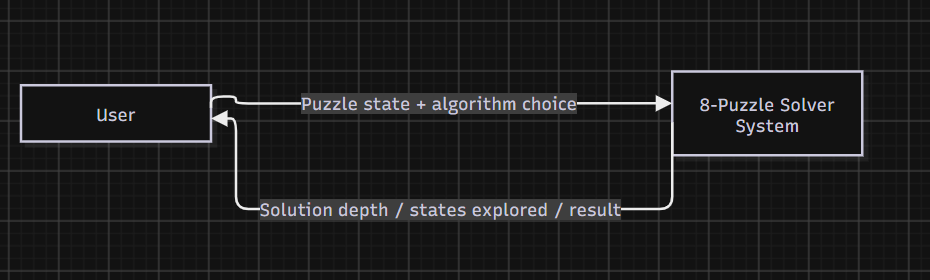 User
Puzzle state + algorithm choice
8-Puzzle Solver
System
Solution depth / states explored / result